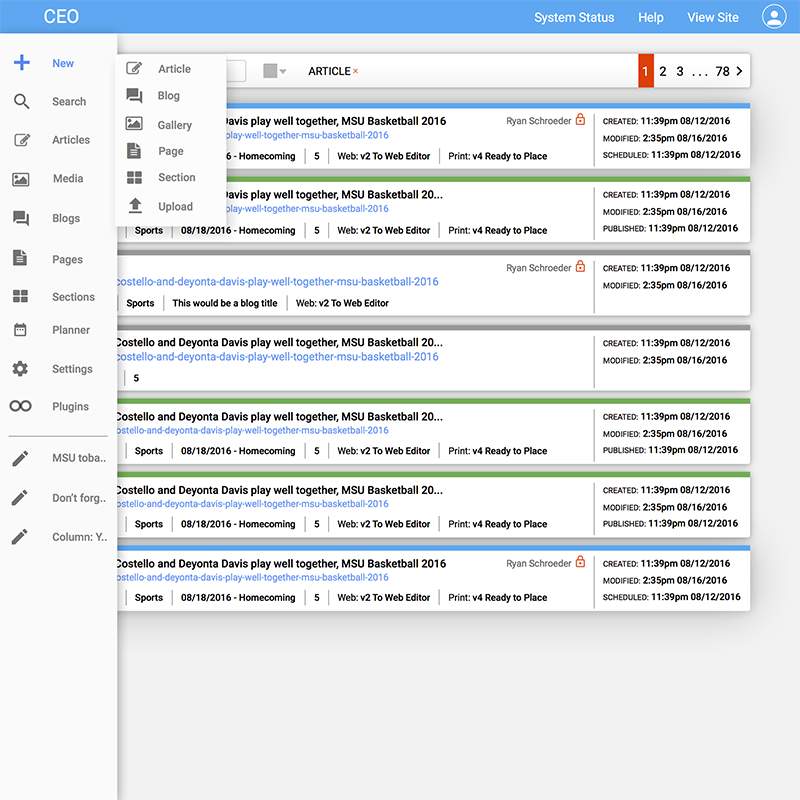 CEO
System Status Help View Site
New
Search
Articles
Media
Blogs
Pages
Sections
Planner
Settings
Plugins
MSU toba..
Don't forg..
Column: Y..
Article
Blog
Gallery
Page
Section
Upload
ARTICLE ×
1 2 3 ... 78
Davis play well together, MSU Basketball 2016 Ryan Schroeder
play-well-together-msu-basketball-2016
6 - Homecoming 5 Web: v2 To Web Editor Print: v4 Ready to Place
CREATED: 11:39pm 08/12/2016
MODIFIED: 2:35pm 08/16/2016
SCHEDULED: 11:39pm 08/12/2016
Davis play well together, MSU Basketball 20...
play-well-together-msu-basketball-2016
Sports 08/18/2016 - Homecoming 5 Web: v2 To Web Editor Print: v4 Ready to Place
CREATED: 11:39pm 08/12/2016
MODIFIED: 2:35pm 08/16/2016
PUBLISHED: 11:39pm 08/12/2016
Ryan Schroeder
costello-and-deyonta-davis-play-well-together-msu-basketball-2016
Sports This would be a blog title Web: v2 To Web Editor
CREATED: 11:39pm 08/12/2016
MODIFIED: 2:35pm 08/16/2016
Costello and Deyonta Davis play well together, MSU Basketball 20...
costello-and-deyonta-davis-play-well-together-msu-basketball-2016
5
CREATED: 11:39pm 08/12/2016
MODIFIED: 2:35pm 08/16/2016
Costello and Deyonta Davis play well together, MSU Basketball 20...
ostello-and-deyonta-davis-play-well-together-msu-basketball-2016
Sports 08/18/2016 - Homecoming 5 Web: v2 To Web Editor Print: v4 Ready to Place
CREATED: 11:39pm 08/12/2016
MODIFIED: 2:35pm 08/16/2016
PUBLISHED: 11:39pm 08/12/2016
Costello and Deyonta Davis play well together, MSU Basketball 20...
ostello-and-deyonta-davis-play-well-together-msu-basketball-2016
Sports 08/18/2016 - Homecoming 5 Web: v2 To Web Editor Print: v4 Ready to Place
CREATED: 11:39pm 08/12/2016
MODIFIED: 2:35pm 08/16/2016
PUBLISHED: 11:39pm 08/12/2016
Costello and Deyonta Davis play well together, MSU Basketball 2016 Ryan Schroeder
ostello-and-deyonta-davis-play-well-together-msu-basketball-2016
Sports 08/18/2016 - Homecoming 5 Web: v2 To Web Editor Print: v4 Ready to Place
CREATED: 11:39pm 08/12/2016
MODIFIED: 2:35pm 08/16/2016
SCHEDULED: 11:39pm 08/12/2016